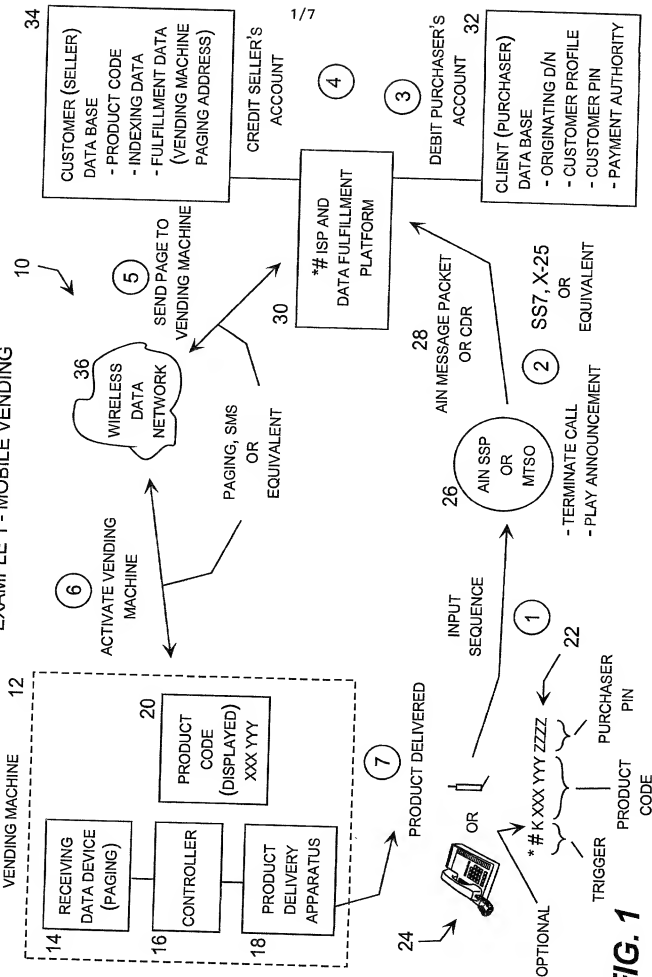 1/7
EXAMPLE 1 - MOBILE VENDING
VENDING MACHINE
12
14
RECEIVING
DATA DEVICE
(PAGING)
16
CONTROLLER
18
PRODUCT
DELIVERY
APPARATUS
20
PRODUCT
CODE
(DISPLAYED)
XXX YYY
6
ACTIVATE VENDING
MACHINE
36
WIRELESS
DATA
NETWORK
PAGING, SMS
OR
EQUIVALENT
10
5
SEND PAGE TO
VENDING MACHINE
34
CUSTOMER (SELLER)
DATA BASE
- PRODUCT CODE
- INDEXING DATA
- FULFILLMENT DATA
(VENDING MACHINE
PAGING ADDRESS)
CREDIT SELLER'S
ACCOUNT
4
30
*# ISP AND
DATA FULFILLMENT
PLATFORM
3
DEBIT PURCHASER'S
ACCOUNT
32
CLIENT (PURCHASER)
DATA BASE
- ORIGINATING D/N
- CUSTOMER PROFILE
- CUSTOMER PIN
- PAYMENT AUTHORITY
7
PRODUCT DELIVERED
24
OR
INPUT
SEQUENCE
1
26
AIN SSP
OR
MTSO
- TERMINATE CALL
- PLAY ANNOUNCEMENT
28
AIN MESSAGE PACKET
OR CDR
2
SS7, X-25
OR
EQUIVALENT
* # K XXX YYY ZZZZ
22
OPTIONAL
TRIGGER
PRODUCT
CODE
PURCHASER
PIN
FIG. 1